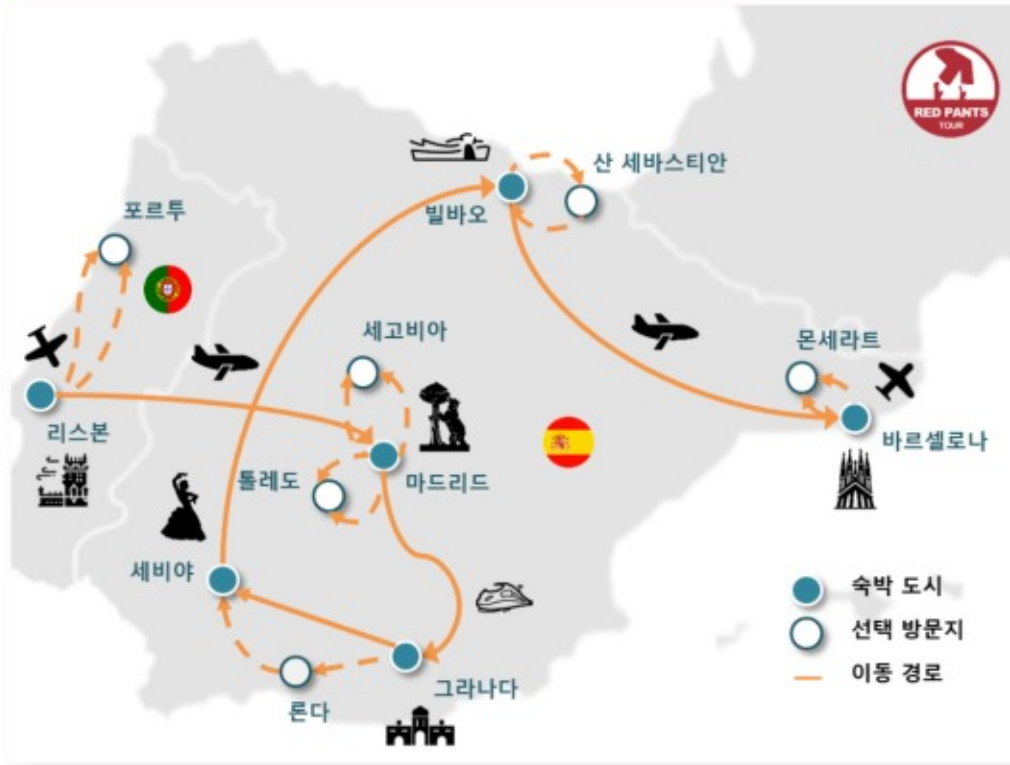 RED PANTS
TOUR
산 세바스티안
빌바오
포르투
세고비아
몬세라트
리스본
바르셀로나
톨레도
마드리드
세비야
숙박 도시
선택 방문지
이동 경로
그라나다
론다